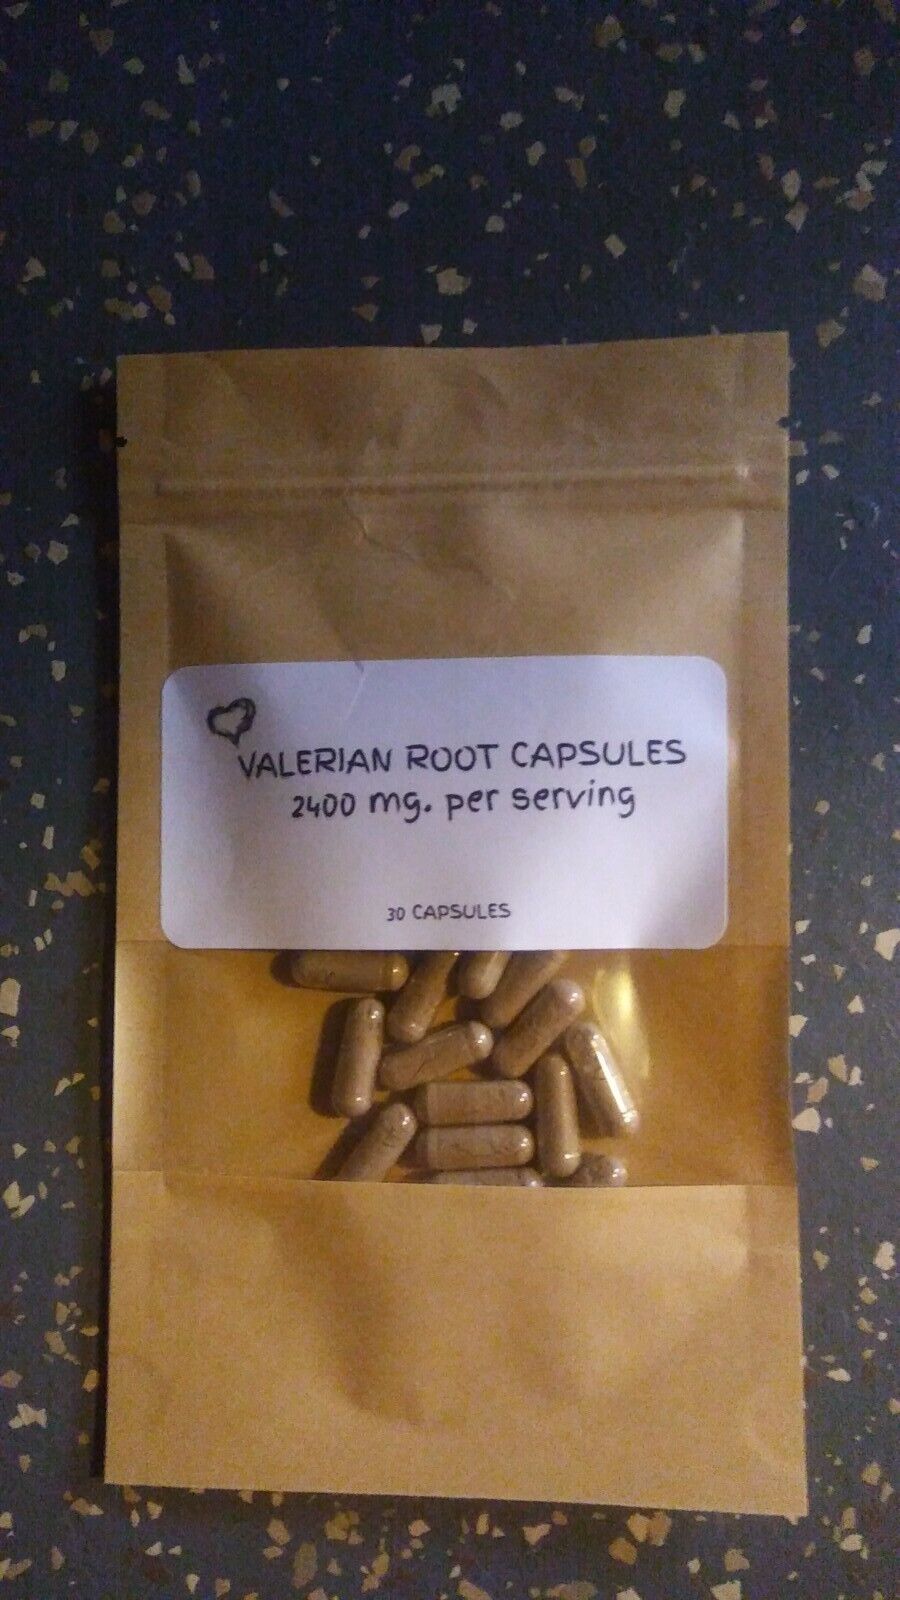 VALERIAN ROOT CAPSULES
2400 mg. per serving
30 CAPSULES